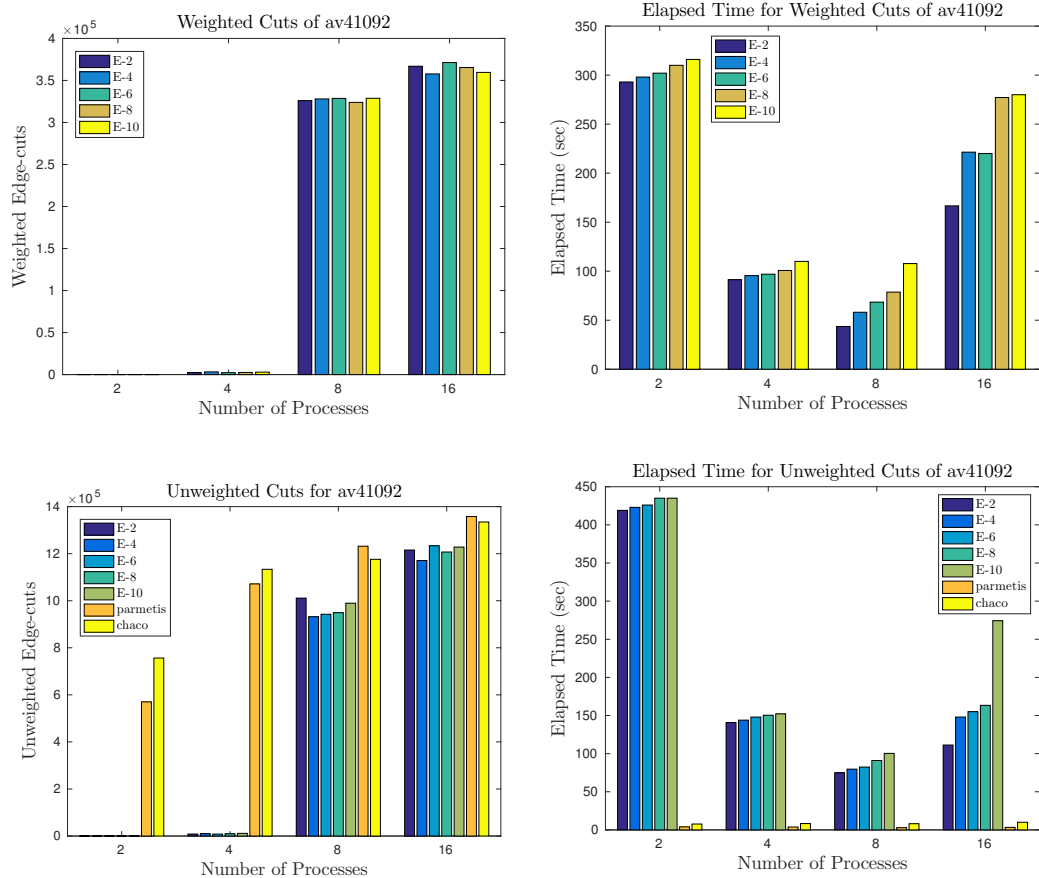 Weighted Cuts of av41092
×10^5
4
3.5
3
2.5
2
1.5
1
0.5
0
Weighted Edge-cuts
E-2
E-4
E-6
E-8
E-10
2 4 8 16
Number of Processes
Elapsed Time for Weighted Cuts of av41092
350
300
250
200
150
100
50
0
Elapsed Time (sec)
E-2
E-4
E-6
E-8
E-10
2 4 8 16
Number of Processes
Unweighted Cuts for av41092
×10^5
14
12
10
8
6
4
2
0
Unweighted Edge-cuts
E-2
E-4
E-6
E-8
E-10
parmetis
chaco
2 4 8 16
Number of Processes
Elapsed Time for Unweighted Cuts of av41092
450
400
350
300
250
200
150
100
50
0
Elapsed Time (sec)
E-2
E-4
E-6
E-8
E-10
parmetis
chaco
2 4 8 16
Number of Processes